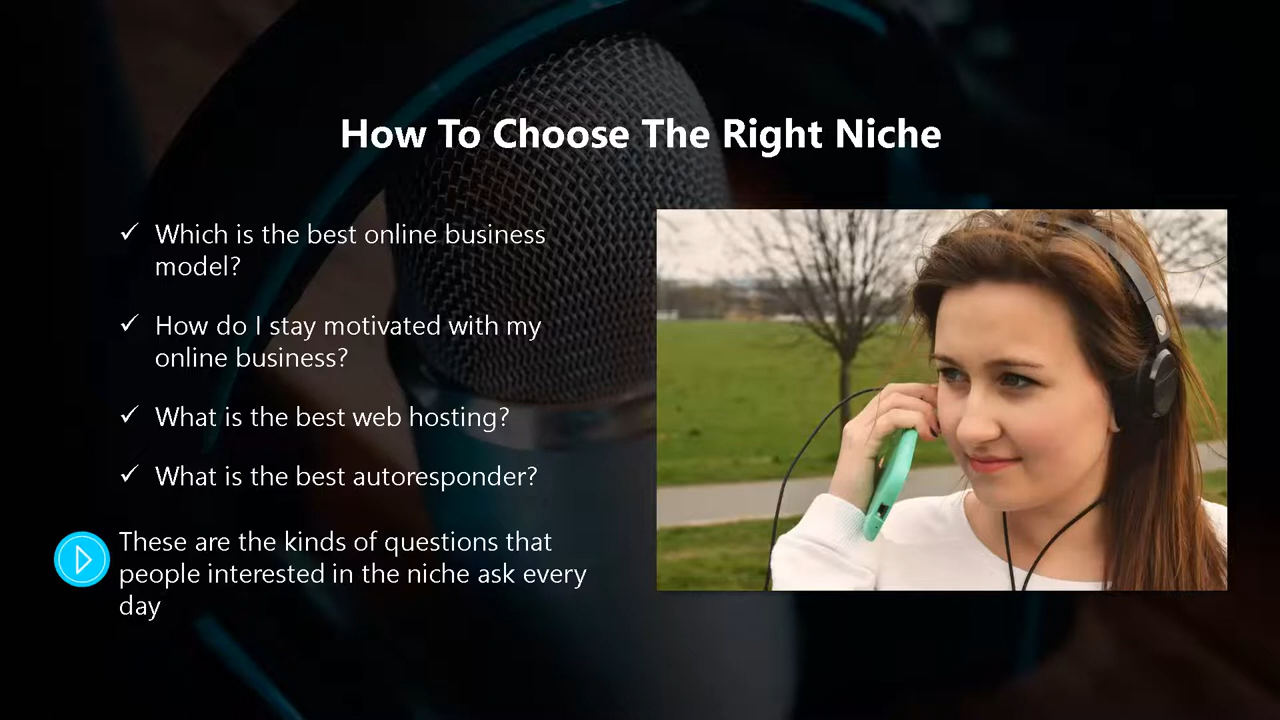 How To Choose The Right Niche
✓ Which is the best online business
model?
✓ How do I stay motivated with my
online business?
✓ What is the best web hosting?
✓ What is the best autoresponder?
These are the kinds of questions that
people interested in the niche ask every
day